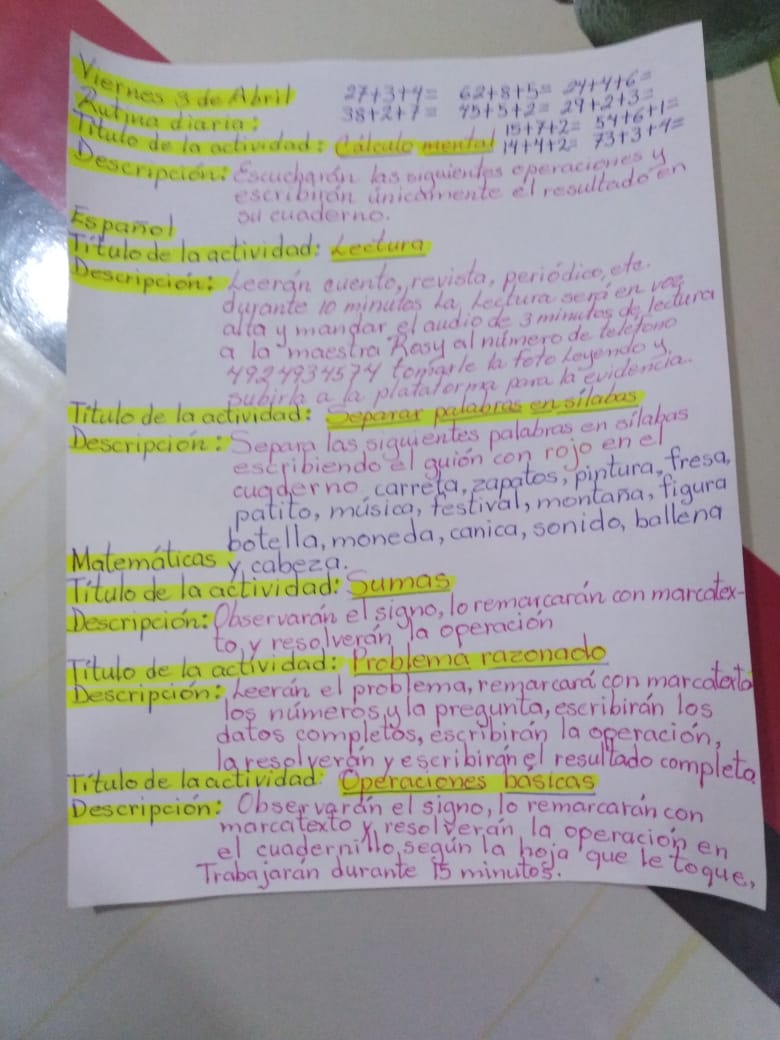 Viernes 3 de Abril 27+3+4= 62+8+5= 24+4+6=
Rutina diaria: 38+2+7= 45+5+2= 29+2+3=
Título de la actividad: Cálculo mental 15+7+2= 54+6+1=
14+4+2= 73+3+4=
Descripción: Escucharán las siguientes operaciones y
escribirán únicamente el resultado en
su cuaderno.
Español
Título de la actividad: Lectura
Descripción: Leerán cuento, revista, periódico, etc.
durante 10 minutos la lectura será en voz
alta y mandar el audio de 3 minutos de lectura
a la maestra Rosy al número de teléfono
4924934574 tomarle la foto leyendo y
subirla a la plataforma para la evidencia.
Título de la actividad: Separar palabras en sílabas
Descripción: Separa las siguientes palabras en sílabas
escribiendo el guión con rojo en el
cuaderno carreta, zapatos, pintura, fresa,
patito, música, festival, montaña, figura
botella, moneda, canica, sonido, ballena
y cabeza.
Matemáticas
Título de la actividad: Sumas
Descripción: Observarán el signo, lo remarcarán con marcatex-
to, y resolverán la operación
Título de la actividad: Problema razonado
Descripción: Leerán el problema, remarcará con marcatexto
los números y la pregunta, escribirán los
datos completos, escribirán la operación,
la resolverán y escribirán el resultado completo.
Título de la actividad: Operaciones basicas
Descripción: Observarán el signo, lo remarcarán con
marcatexto y resolverán la operación en
el cuadernillo, según la hoja que le toque,
Trabajarán durante 15 minutos.